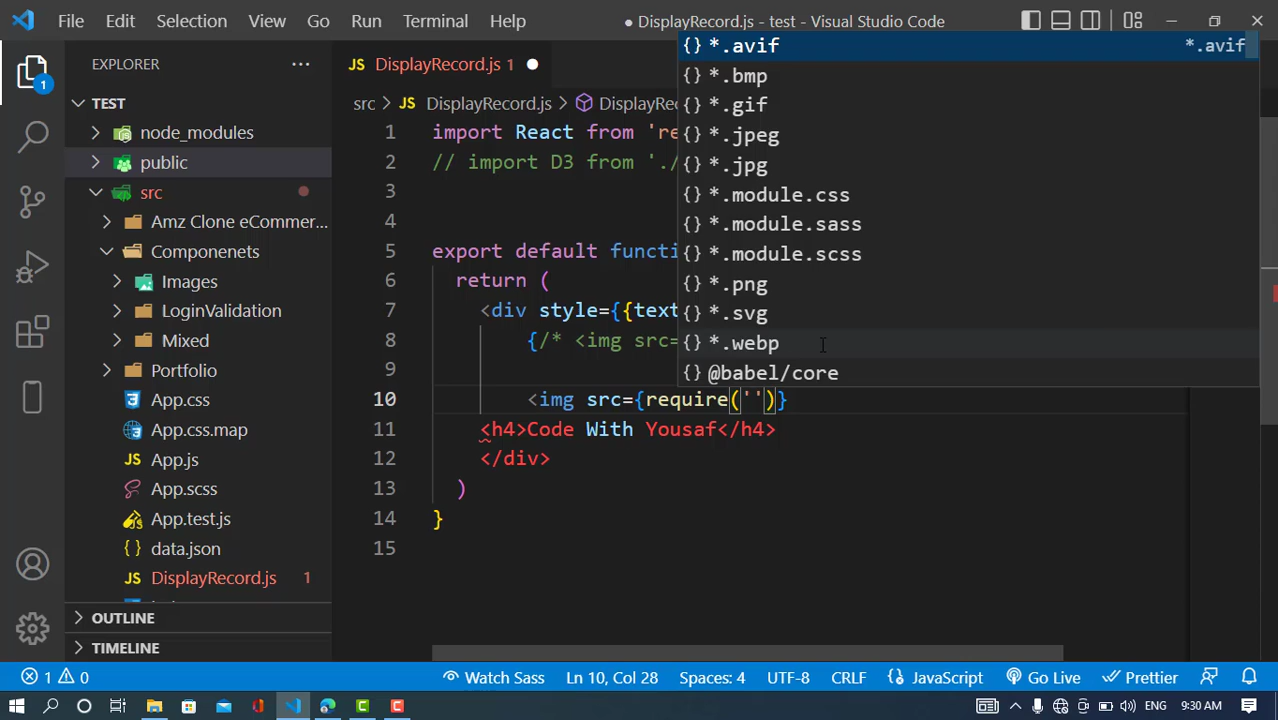 File Edit Selection View Go Run Terminal Help
● DisplayRecord.js - test - Visual Studio Code
EXPLORER
TEST
node_modules
public
src
Amz Clone eCommer...
Componenets
Images
LoginValidation
Mixed
Portfolio
App.css
App.css.map
App.js
App.scss
App.test.js
data.json
JS DisplayRecord.js 1
OUTLINE
TIMELINE
1
JS DisplayRecord.js 1 ●
src > JS DisplayRecord.js >
1 import React from
2 // import D3 from './
3
4
5 export default
6 return (
7 <div style={{
8 {/* <img src=
9
10 <img src={require('')}
11 <h4>Code With Yousaf</h4>
12 </div>
13 )
14 }
15
{} *.avif *.avif
{} *.bmp
{} *.gif
{} *.jpeg
{} *.jpg
{} *.module.css
{} *.module.sass
{} *.module.scss
{} *.png
{} *.svg
{} *.webp
{} @babel/core
1 0 Watch Sass Ln 10, Col 28 Spaces: 4 UTF-8 CRLF {} JavaScript Go Live Prettier
ENG 9:30 AM